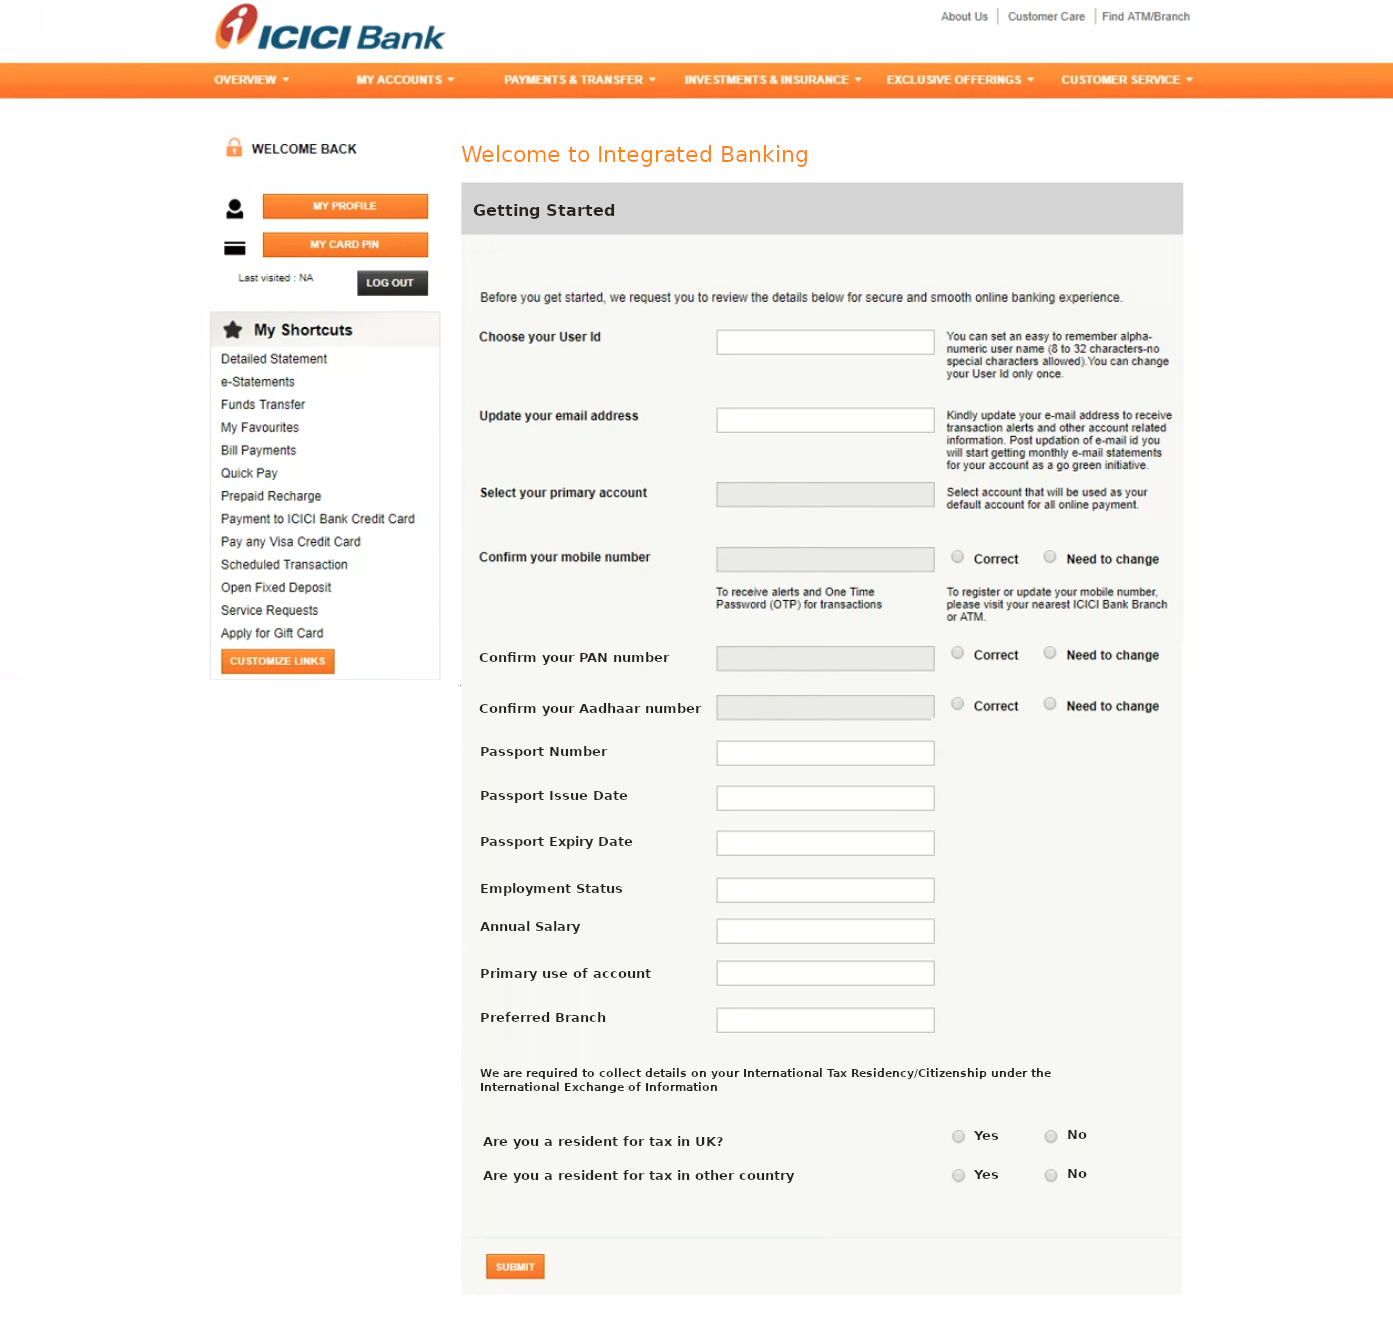 ICICI Bank
About Us
Customer Care
Find ATM/Branch
OVERVIEW
MY ACCOUNTS
PAYMENTS & TRANSFER
INVESTMENTS & INSURANCE
EXCLUSIVE OFFERINGS
CUSTOMER SERVICE
WELCOME BACK
MY PROFILE
MY CARD PIN
Last visited : NA
LOG OUT
My Shortcuts
Detailed Statement
e-Statements
Funds Transfer
My Favourites
Bill Payments
Quick Pay
Prepaid Recharge
Payment to ICICI Bank Credit Card
Pay any Visa Credit Card
Scheduled Transaction
Open Fixed Deposit
Service Requests
Apply for Gift Card
CUSTOMIZE LINKS
Welcome to Integrated Banking
Getting Started
Before you get started, we request you to review the details below for secure and smooth online banking experience.
Choose your User Id
You can set an easy to remember alpha-
numeric user name (8 to 32 characters-no
special characters allowed).You can change
your User Id only once.
Update your email address
Kindly update your e-mail address to receive
transaction alerts and other account related
information. Post updation of e-mail id you
will start getting monthly e-mail statements
for your account as a go green initiative.
Select your primary account
Select account that will be used as your
default account for all online payment.
Confirm your mobile number
Correct
Need to change
To receive alerts and One Time
Password (OTP) for transactions
To register or update your mobile number,
please visit your nearest ICICI Bank Branch
or ATM.
Confirm your PAN number
Correct
Need to change
Confirm your Aadhaar number
Correct
Need to change
Passport Number
Passport Issue Date
Passport Expiry Date
Employment Status
Annual Salary
Primary use of account
Preferred Branch
We are required to collect details on your International Tax Residency/Citizenship under the
International Exchange of Information
Are you a resident for tax in UK?
Yes
No
Are you a resident for tax in other country
Yes
No
SUBMIT